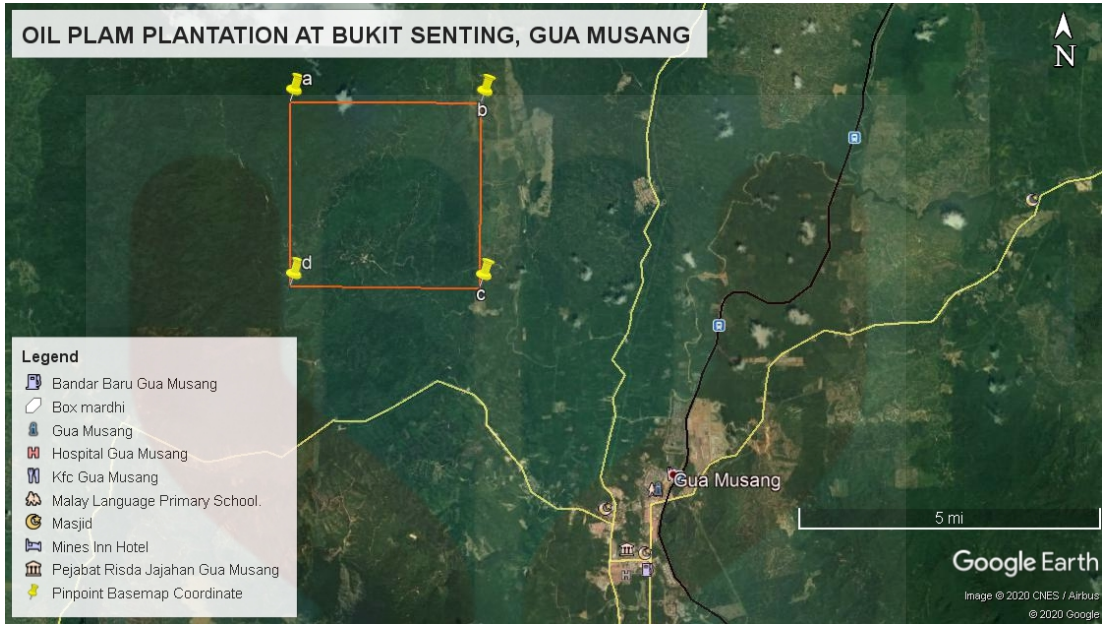 OIL PLAM PLANTATION AT BUKIT SENTING, GUA MUSANG
N
a
b
d
c
Legend
Bandar Baru Gua Musang
Box mardhi
Gua Musang
H Hospital Gua Musang
Kfc Gua Musang
Malay Language Primary School.
Masjid
Mines Inn Hotel
Pejabat Risda Jajahan Gua Musang
Pinpoint Basemap Coordinate
Gua Musang
H
5 mi
Google Earth
Image © 2020 CNES / Airbus
© 2020 Google